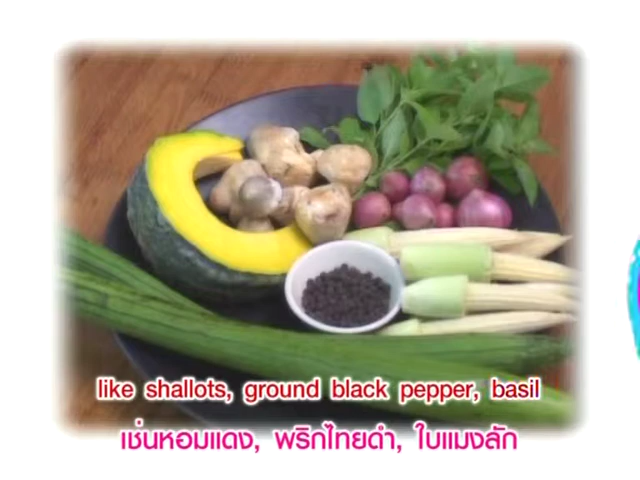 like shallots, ground black pepper, basil
เช่นหอมแดง, พริกไทยดำ, ใบแมงลัก